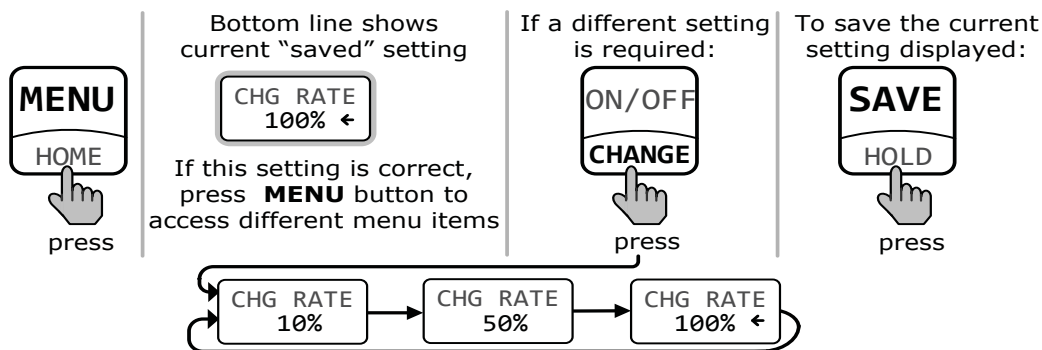 MENU
HOME
press
Bottom line shows
current “saved” setting
CHG RATE
100% ←
If this setting is correct,
press MENU button to
access different menu items
If a different setting
is required:
ON/OFF
CHANGE
press
To save the current
setting displayed:
SAVE
HOLD
press
CHG RATE
10%
CHG RATE
50%
CHG RATE
100% ←